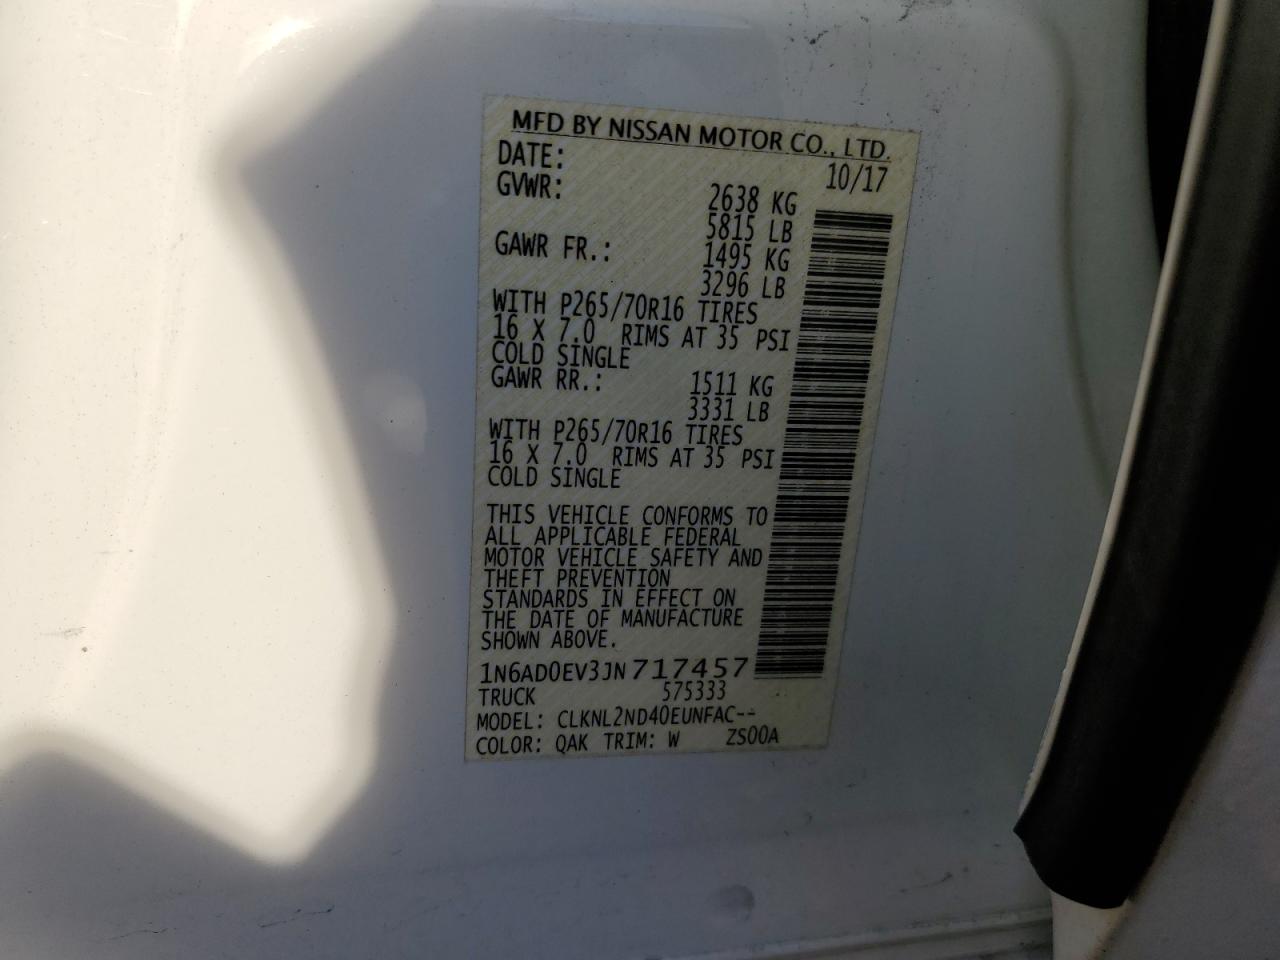 MFD BY NISSAN MOTOR CO., LTD.
DATE: 10/17
GVWR: 2638 KG
5815 LB
GAWR FR.: 1495 KG
3296 LB
WITH P265/70R16 TIRES
16 X 7.0 RIMS AT 35 PSI
COLD SINGLE
GAWR RR.: 1511 KG
3331 LB
WITH P265/70R16 TIRES
16 X 7.0 RIMS AT 35 PSI
COLD SINGLE
THIS VEHICLE CONFORMS TO
ALL APPLICABLE FEDERAL
MOTOR VEHICLE SAFETY AND
THEFT PREVENTION
STANDARDS IN EFFECT ON
THE DATE OF MANUFACTURE
SHOWN ABOVE.
1N6AD0EV3JN717457
TRUCK 575333
MODEL: CLKNL2ND40EUNFAC--
COLOR: QAK TRIM: W ZS00A